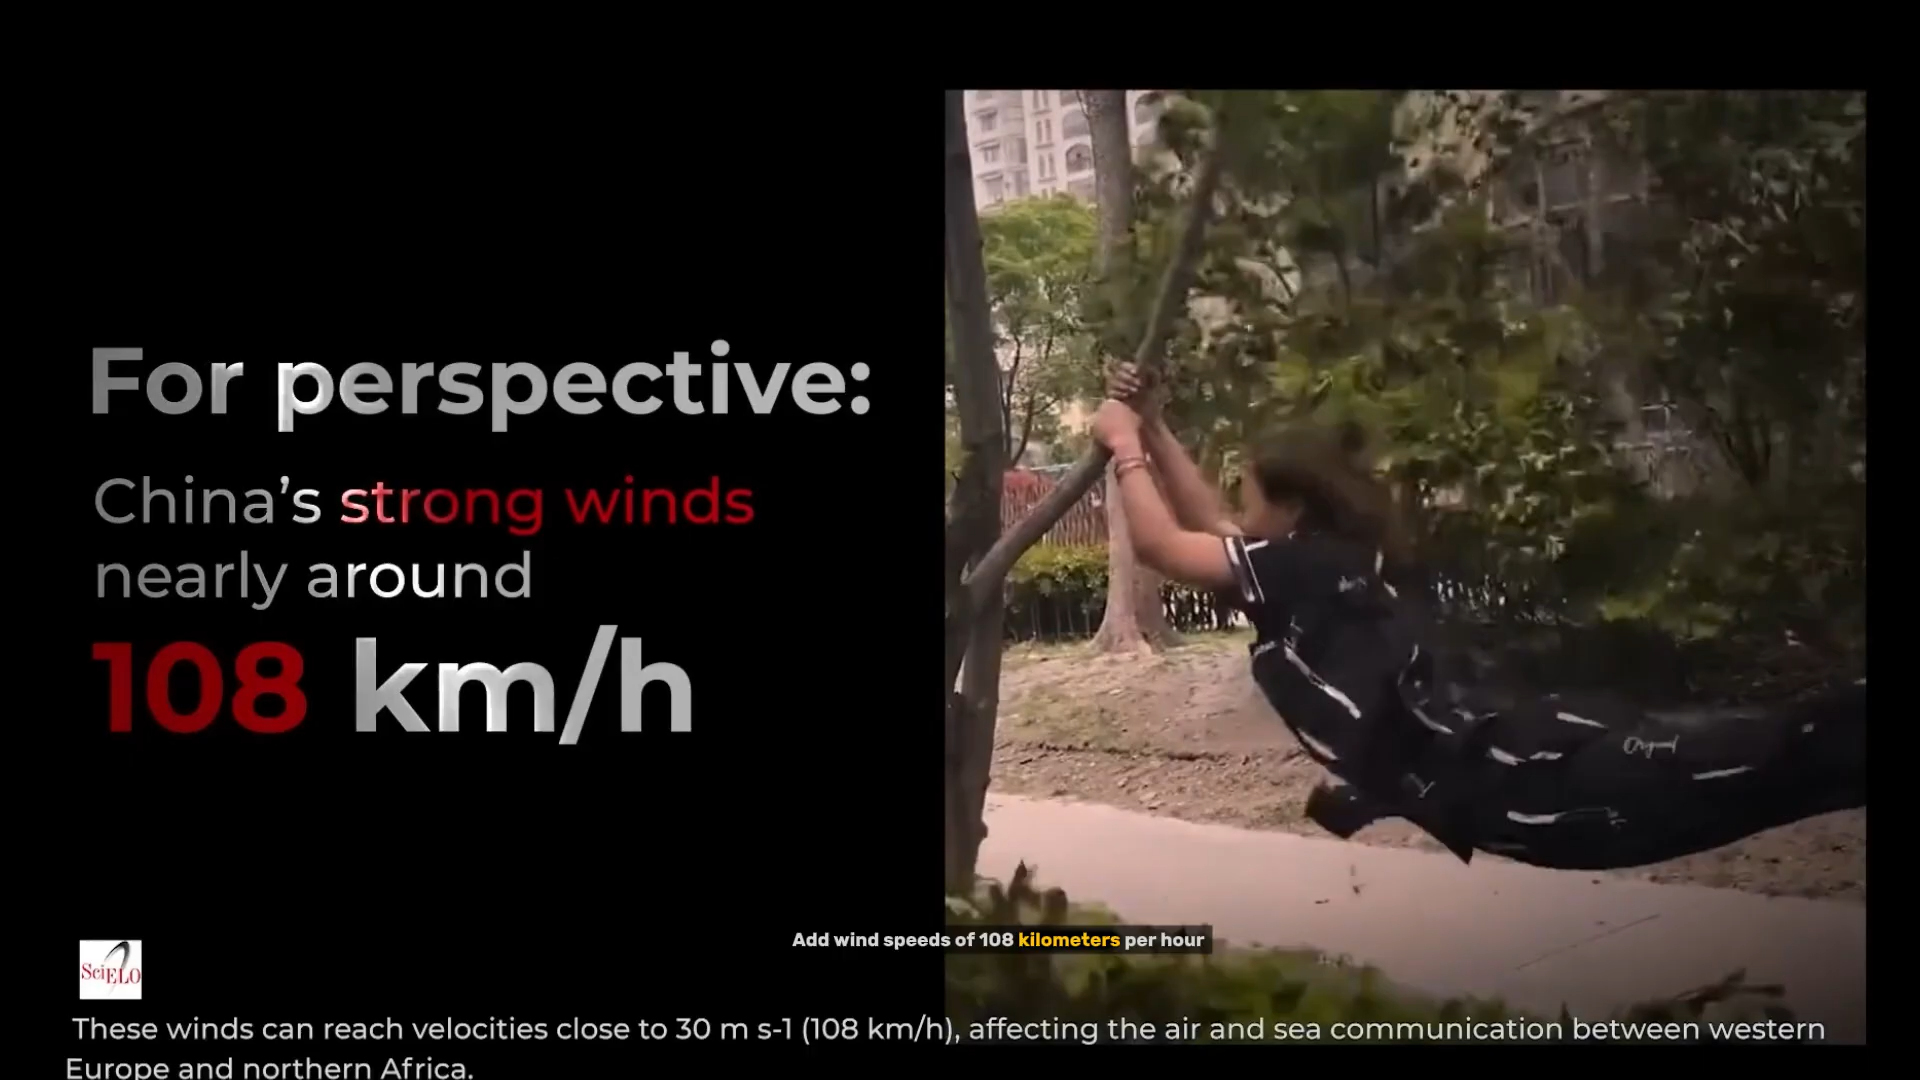 For perspective:
China’s strong winds
nearly around
108 km/h
Original
Add wind speeds of 108 kilometers per hour
SciELO
These winds can reach velocities close to 30 m s-1 (108 km/h), affecting the air and sea communication between western
Europe and northern Africa.